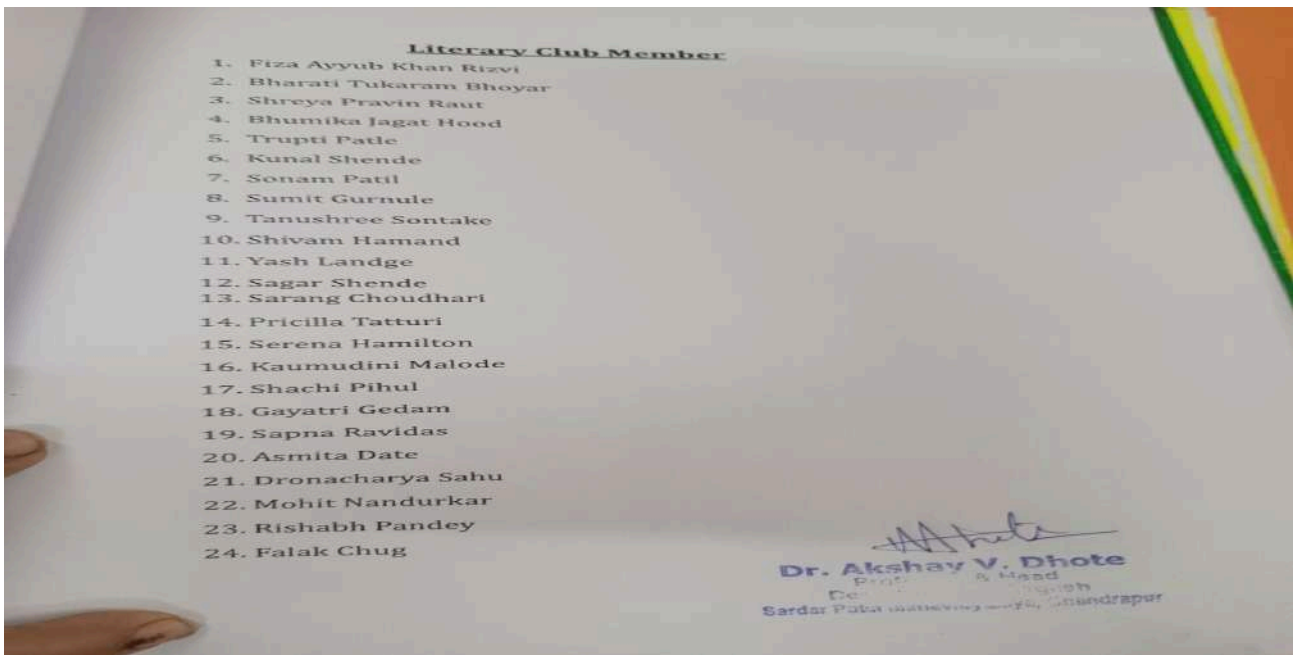 Literary Club Member
1. Fiza Ayyub Khan Rizvi
2. Bharati Tukaram Bhoyar
3. Shreya Pravin Raut
4. Bhumika Jagat Hood
5. Trupti Patle
6. Kunal Shende
7. Sonam Patil
8. Sumit Gurnule
9. Tanushree Sontake
10. Shivam Hamand
11. Yash Landge
12. Sagar Shende
13. Sarang Choudhari
14. Pricilla Tatturi
15. Serena Hamilton
16. Kaumudini Malode
17. Shachi Pihul
18. Gayatri Gedam
19. Sapna Ravidas
20. Asmita Date
21. Dronacharya Sahu
22. Mohit Nandurkar
23. Rishabh Pandey
24. Falak Chug
Dr. Akshay V. Dhote
& Head
Sardar Chandrapur